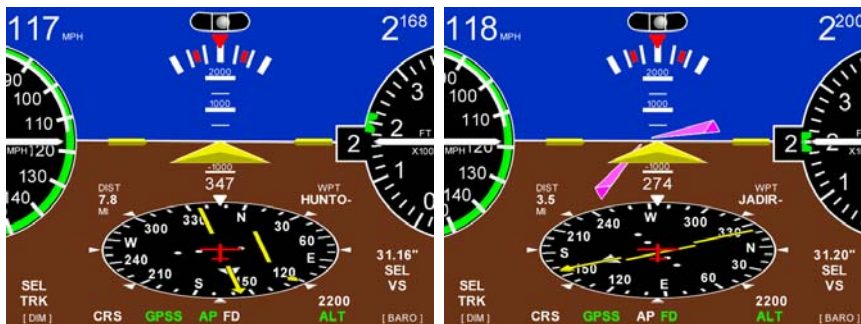 117 MPH
2168
90
100
110
120
130
140
MPH
2000
1000
-1000
3
2
2
1
0
FT
X100
347
DIST
7.8
MI
WPT
HUNTO-
330
N
300
30
W
60
240
E
210
120
S
150
31.16"
SEL
VS
SEL
TRK
2200
[ DIM ]
CRS
GPSS
AP
FD
ALT
[ BARO ]
118 MPH
2200
90
100
110
120
130
140
MPH
2000
1000
-1000
3
2
2
1
0
FT
X100
274
DIST
3.5
MI
WPT
JADIR-
W
240
300
210
330
S
N
150
30
120
60
E
31.20"
SEL
VS
SEL
TRK
2200
[ DIM ]
CRS
GPSS
AP
FD
ALT
[ BARO ]